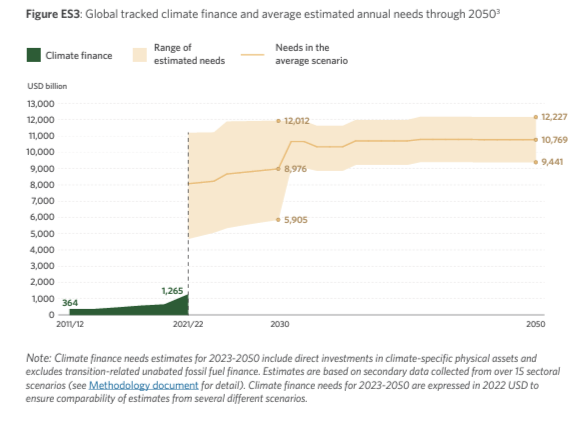 Figure ES3: Global tracked climate finance and average estimated annual needs through 2050³
Climate finance
Range of
estimated needs
Needs in the
average scenario
USD billion
13,000
12,000
11,000
10,000
9,000
8,000
7,000
6,000
5,000
4,000
3,000
2,000
1,000
0
364
1,265
12,012
8,976
5,905
12,227
10,769
9,441
2011/12
2021/22
2030
2050
Note: Climate finance needs estimates for 2023-2050 include direct investments in climate-specific physical assets and
excludes transition-related unabated fossil fuel finance. Estimates are based on secondary data collected from over 15 sectoral
scenarios (see Methodology document for detail). Climate finance needs for 2023-2050 are expressed in 2022 USD to
ensure comparability of estimates from several different scenarios.